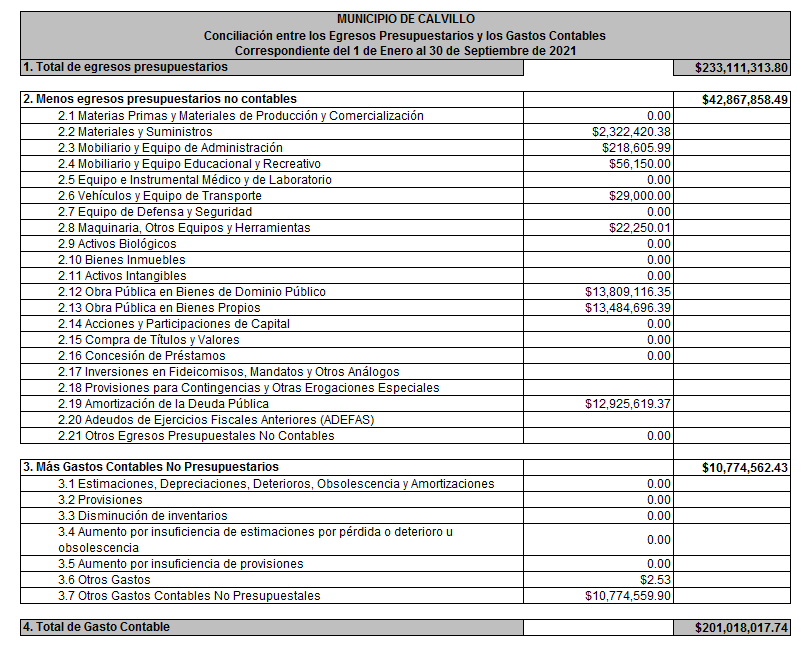 MUNICIPIO DE CALVILLO
Conciliación entre los Egresos Presupuestarios y los Gastos Contables
Correspondiente del 1 de Enero al 30 de Septiembre de 2021
1. Total de egresos presupuestarios $233,111,313.80
2. Menos egresos presupuestarios no contables $42,867,858.49
2.1 Materias Primas y Materiales de Producción y Comercialización 0.00
2.2 Materiales y Suministros $2,322,420.38
2.3 Mobiliario y Equipo de Administración $218,605.99
2.4 Mobiliario y Equipo Educacional y Recreativo $56,150.00
2.5 Equipo e Instrumental Médico y de Laboratorio 0.00
2.6 Vehículos y Equipo de Transporte $29,000.00
2.7 Equipo de Defensa y Seguridad 0.00
2.8 Maquinaria, Otros Equipos y Herramientas $22,250.01
2.9 Activos Biológicos 0.00
2.10 Bienes Inmuebles 0.00
2.11 Activos Intangibles 0.00
2.12 Obra Pública en Bienes de Dominio Público $13,809,116.35
2.13 Obra Pública en Bienes Propios $13,484,696.39
2.14 Acciones y Participaciones de Capital 0.00
2.15 Compra de Títulos y Valores 0.00
2.16 Concesión de Préstamos 0.00
2.17 Inversiones en Fideicomisos, Mandatos y Otros Análogos
2.18 Provisiones para Contingencias y Otras Erogaciones Especiales
2.19 Amortización de la Deuda Pública $12,925,619.37
2.20 Adeudos de Ejercicios Fiscales Anteriores (ADEFAS)
2.21 Otros Egresos Presupuestales No Contables 0.00
3. Más Gastos Contables No Presupuestarios $10,774,562.43
3.1 Estimaciones, Depreciaciones, Deterioros, Obsolescencia y Amortizaciones 0.00
3.2 Provisiones 0.00
3.3 Disminución de inventarios 0.00
3.4 Aumento por insuficiencia de estimaciones por pérdida o deterioro u
obsolescencia 0.00
3.5 Aumento por insuficiencia de provisiones 0.00
3.6 Otros Gastos $2.53
3.7 Otros Gastos Contables No Presupuestales $10,774,559.90
4. Total de Gasto Contable $201,018,017.74